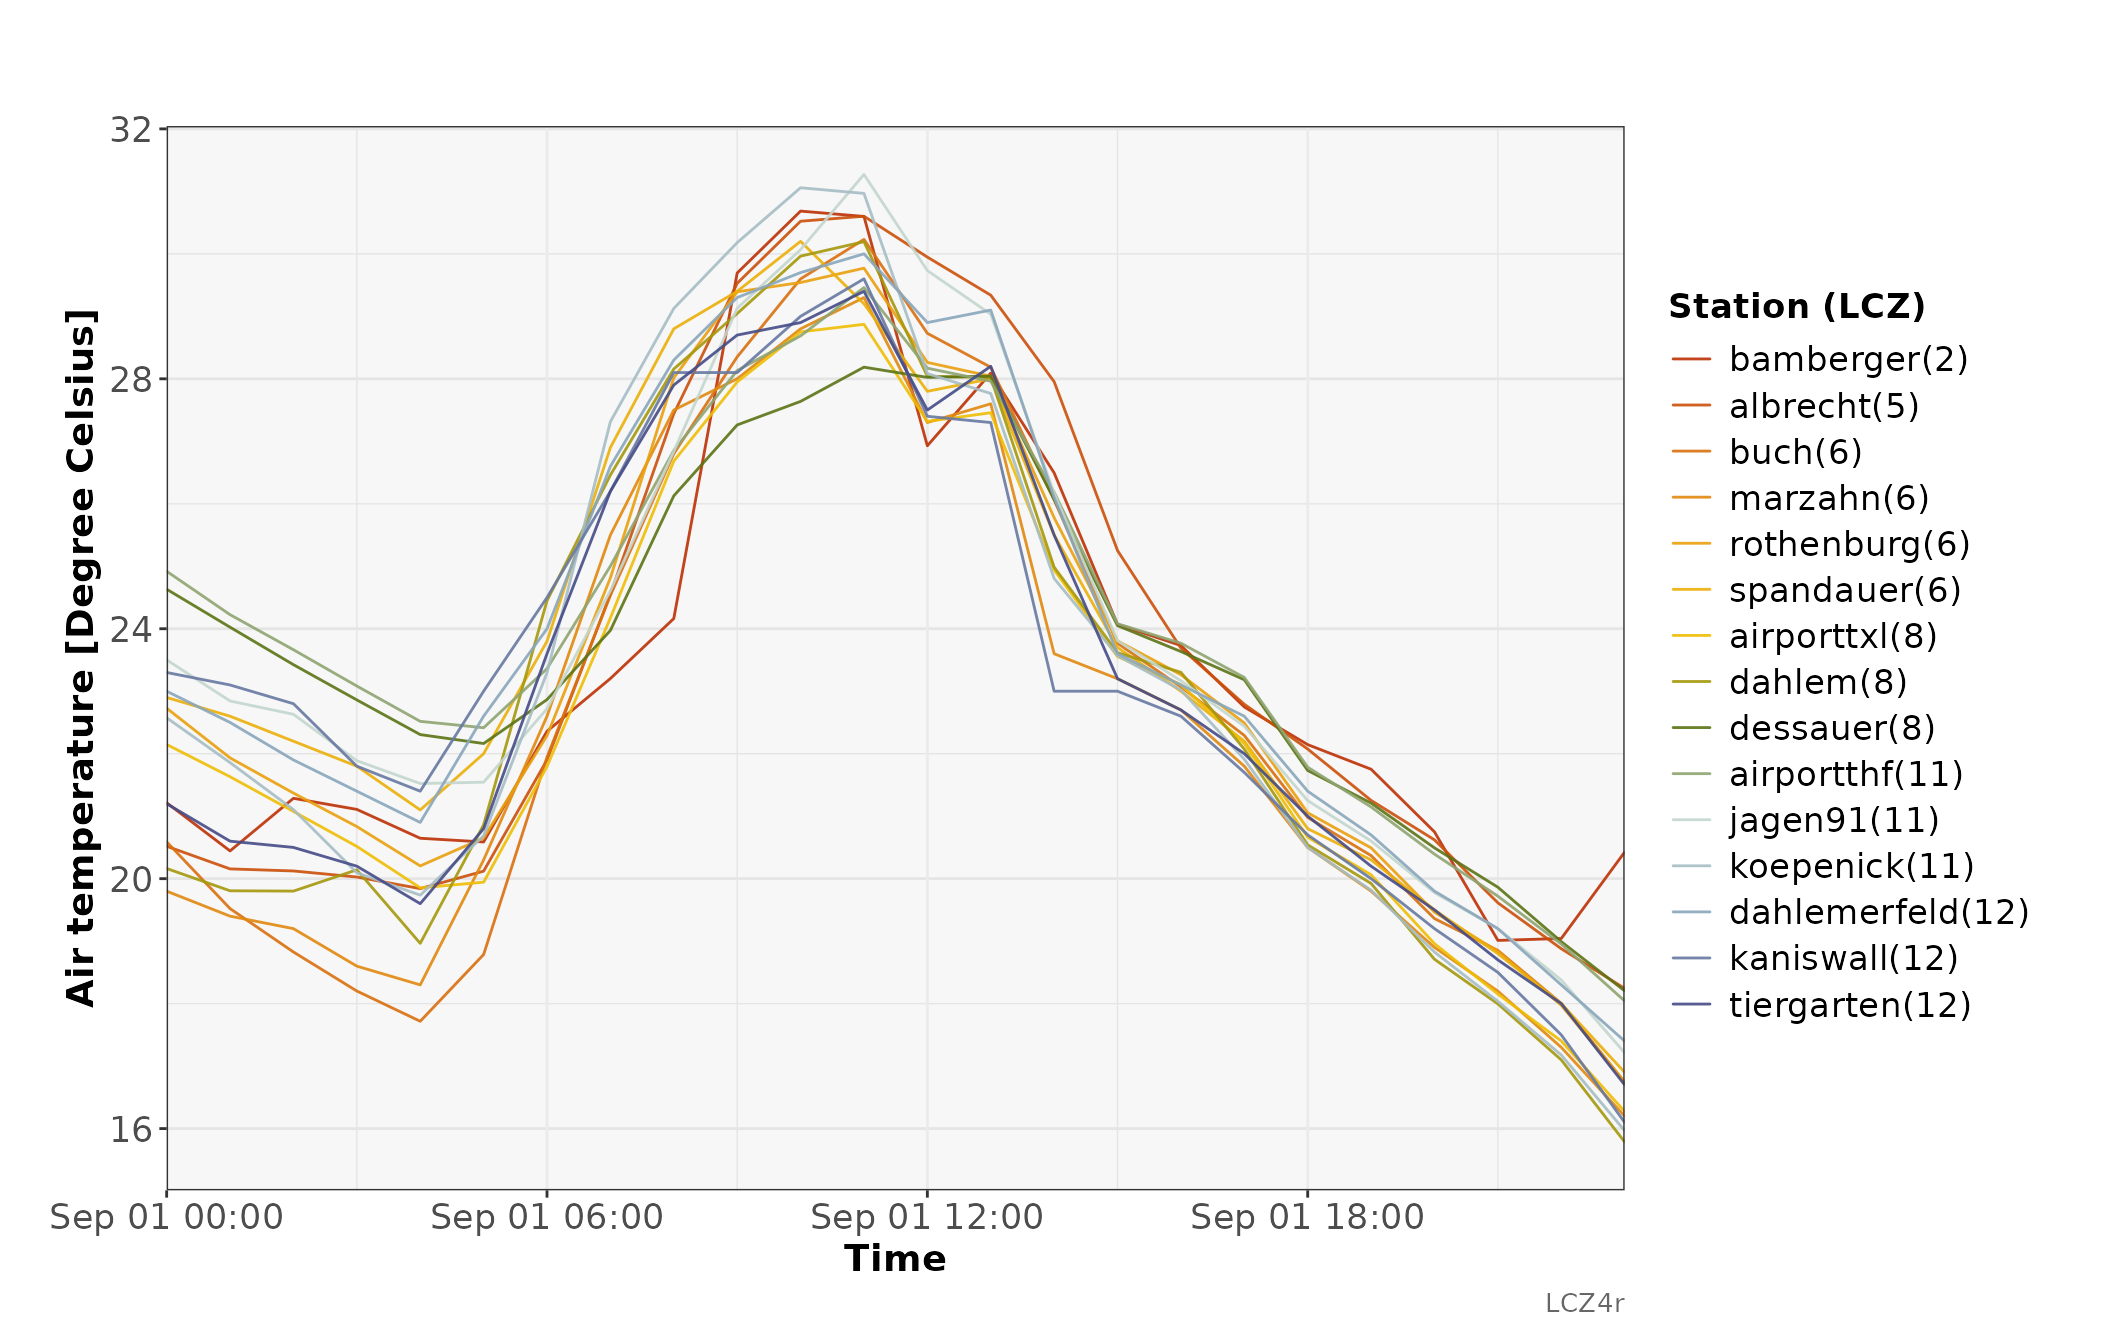 32
28
24
20
16
Air temperature [Degree Celsius]
Sep 01 00:00
Sep 01 06:00
Sep 01 12:00
Sep 01 18:00
Time
Station (LCZ)
bamberger(2)
albrecht(5)
buch(6)
marzahn(6)
rothenburg(6)
spandauer(6)
airporttxl(8)
dahlem(8)
dessauer(8)
airportthf(11)
jagen91(11)
koepenick(11)
dahlemerfeld(12)
kaniswall(12)
tiergarten(12)
LCZ4r